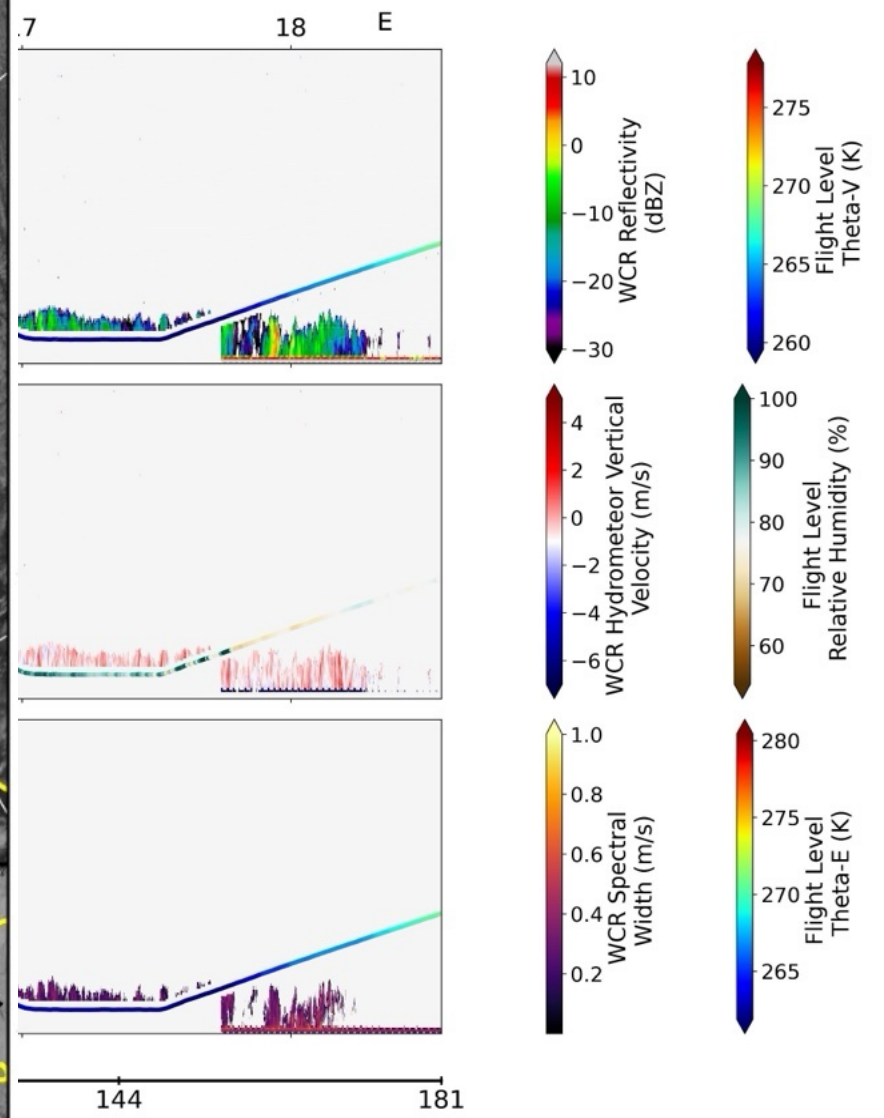 .7 18 E
10
0
−10
−20
−30
WCR Reflectivity
(dBZ)
275
270
265
260
Flight Level
Theta-V (K)
4
2
0
−2
−4
−6
WCR Hydrometeor Vertical
Velocity (m/s)
100
90
80
70
60
Flight Level
Relative Humidity (%)
1.0
0.8
0.6
0.4
0.2
WCR Spectral
Width (m/s)
280
275
270
265
Flight Level
Theta-E (K)
144 181